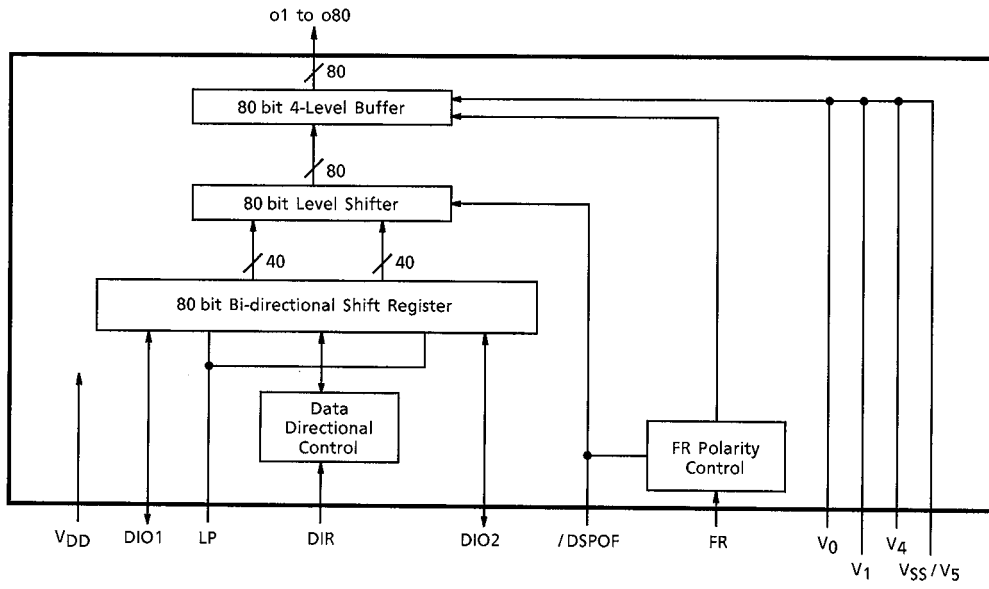 o1 to o80
80
80 bit 4-Level Buffer
80
80 bit Level Shifter
40 40
80 bit Bi-directional Shift Register
Data
Directional
Control
FR Polarity
Control
VDD DIO1 LP DIR DIO2 /DSPOF FR V0 V4
V1 VSS/V5